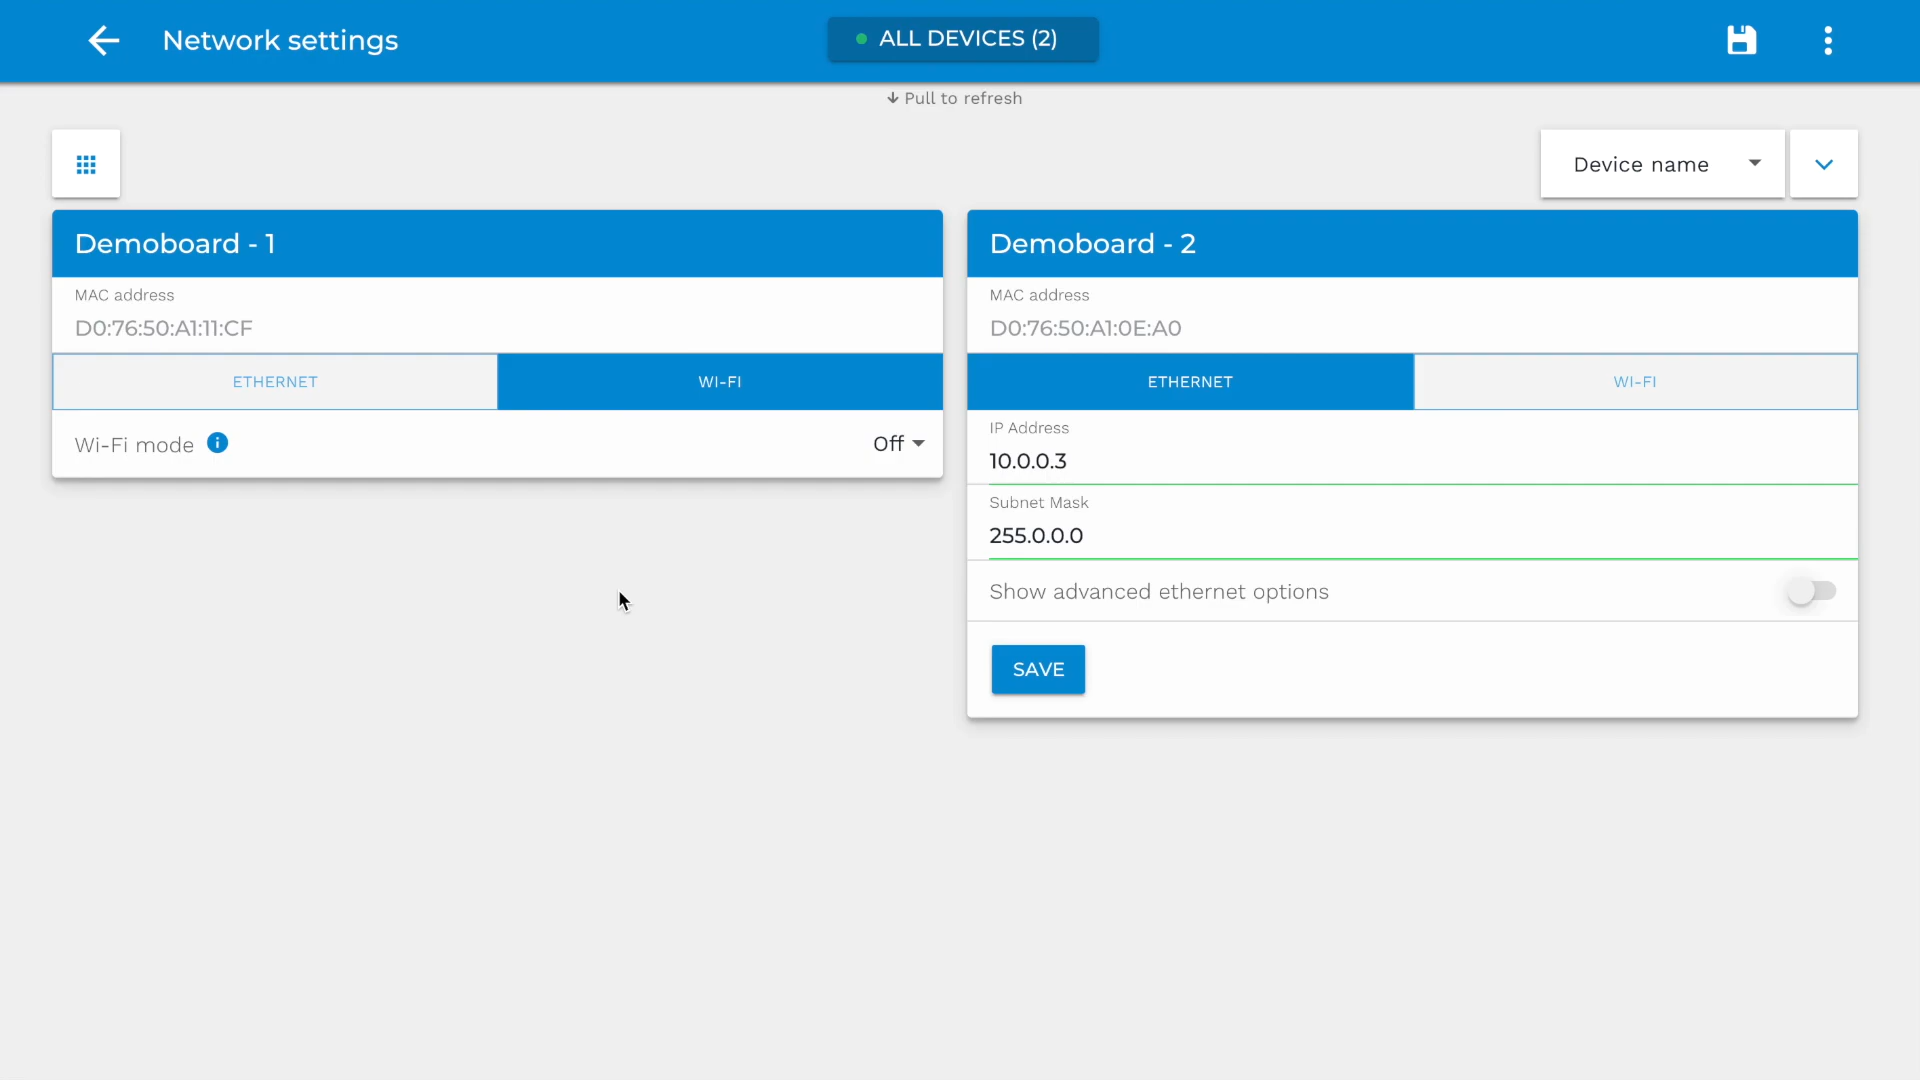 Network settings
ALL DEVICES (2)
Pull to refresh
Device name
Demoboard - 1
MAC address
D0:76:50:A1:11:CF
ETHERNET
WI-FI
Wi-Fi mode
Off
Demoboard - 2
MAC address
D0:76:50:A1:0E:A0
ETHERNET
WI-FI
IP Address
10.0.0.3
Subnet Mask
255.0.0.0
Show advanced ethernet options
SAVE